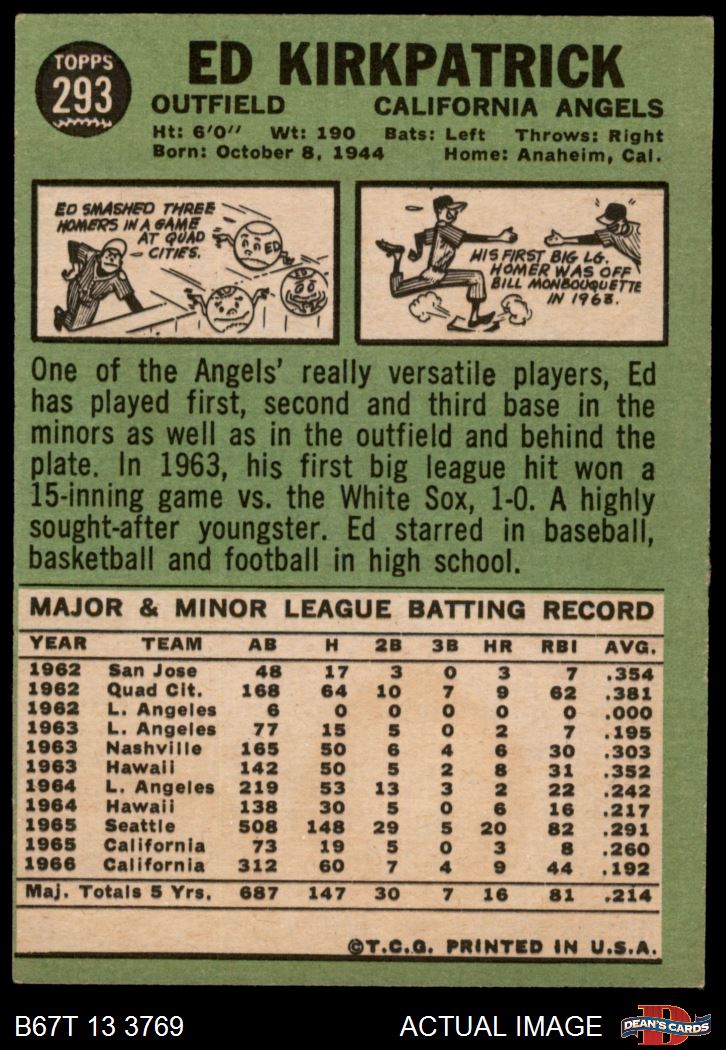 TOPPS
293
ED KIRKPATRICK
OUTFIELD CALIFORNIA ANGELS
Ht: 6'0" Wt: 190 Bats: Left Throws: Right
Born: October 8, 1944 Home: Anaheim, Cal.
ED SMASHED THREE
HOMERS IN A GAME
AT QUAD
- CITIES.
ED
ED
HIS FIRST BIG LG.
HOMER WAS OFF
BILL MONBOUQUETTE
IN 1963.
One of the Angels' really versatile players, Ed
has played first, second and third base in the
minors as well as in the outfield and behind the
plate. In 1963, his first big league hit won a
15-inning game vs. the White Sox, 1-0. A highly
sought-after youngster. Ed starred in baseball,
basketball and football in high school.
MAJOR & MINOR LEAGUE BATTING RECORD
YEAR TEAM AB H 2B 3B HR RBI AVG.
1962 San Jose 48 17 3 0 3 7 .354
1962 Quad Cit. 168 64 10 7 9 62 .381
1962 L. Angeles 6 0 0 0 0 0 .000
1963 L. Angeles 77 15 5 0 2 7 .195
1963 Nashville 165 50 6 4 6 30 .303
1963 Hawaii 142 50 5 2 8 31 .352
1964 L. Angeles 219 53 13 3 2 22 .242
1964 Hawaii 138 30 5 0 6 16 .217
1965 Seattle 508 148 29 5 20 82 .291
1965 California 73 19 5 0 3 8 .260
1966 California 312 60 7 4 9 44 .192
Maj. Totals 5 Yrs. 687 147 30 7 16 81 .214
©T.C.G. PRINTED IN U.S.A.
B67T 13 3769 ACTUAL IMAGE
D
DEAN'S CARDS